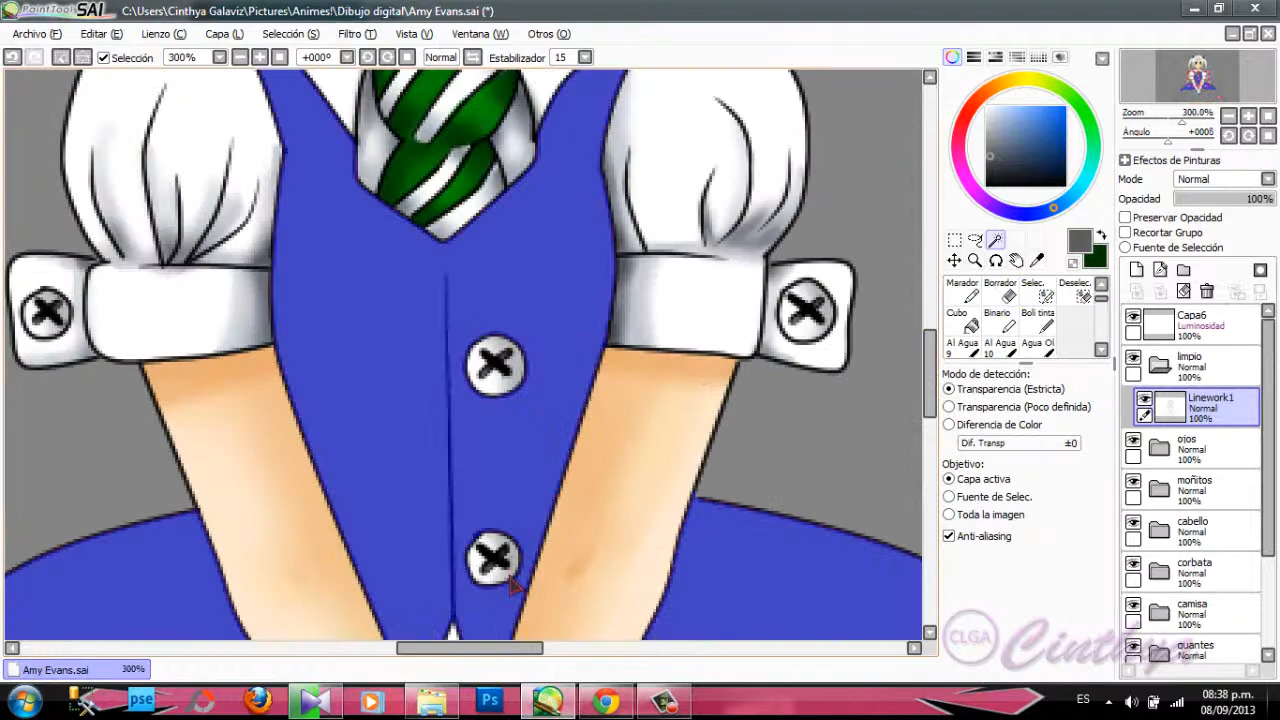 PaintTool SAI C:\Users\Cinthya Galaviz\Pictures\Animes!\Dibujo digital\Amy Evans.sai (*)
Archivo (F) Editar (E) Lienzo (C) Capa (L) Selección (S) Filtro (T) Vista (V) Ventana (W) Otros (O)
Selección 300% +000º Normal Estabilizador 15
Zoom 300.0%
Ángulo +000ß
Efectos de Pinturas
Mode Normal
Opacidad 100%
Preservar Opacidad
Recortar Grupo
Fuente de Selección
Marador Borrador Selec. Deselec.
Cubo Binario Boli tinta
Al Agua 9 Al Agua 10 Agua Ol
Modo de detección:
Transparencia (Estricta)
Transparencia (Poco definida)
Diferencia de Color
Dif. Transp ±0
Objetivo:
Capa activa
Fuente de Selec.
Toda la imagen
Anti-aliasing
Capa6
Luminosidad
limpio
Normal
100%
Linework1
Normal
100%
ojos
Normal
100%
moñitos
Normal
100%
cabello
Normal
100%
corbata
Normal
100%
camisa
Normal
100%
guantes
Normal
CLGA Cinthya
Amy Evans.sai 300%
pse Ps ES 08:38 p.m.
08/09/2013